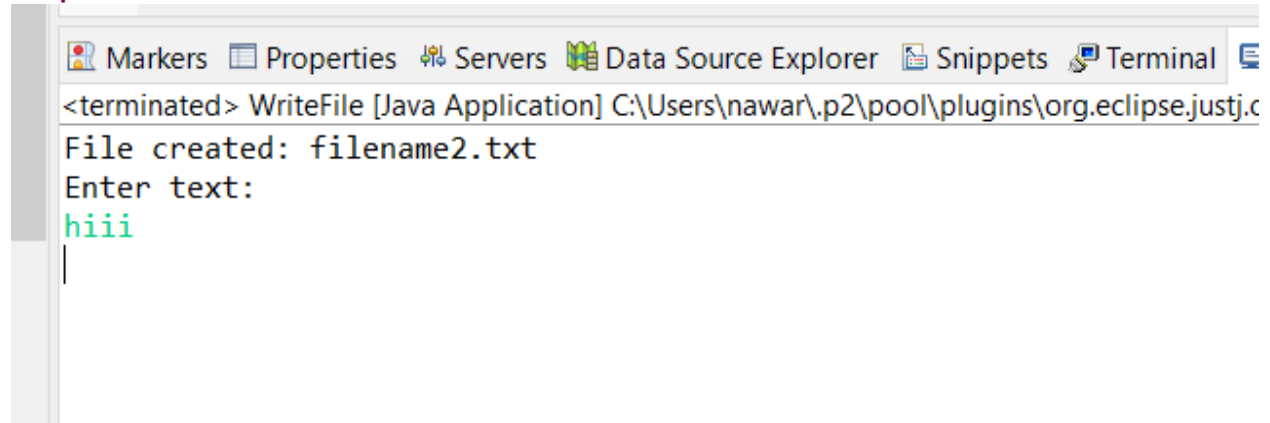 Markers Properties Servers Data Source Explorer Snippets Terminal
<terminated> WriteFile [Java Application] C:\Users\nawar\.p2\pool\plugins\org.eclipse.justj.
File created: filename2.txt
Enter text:
hiii